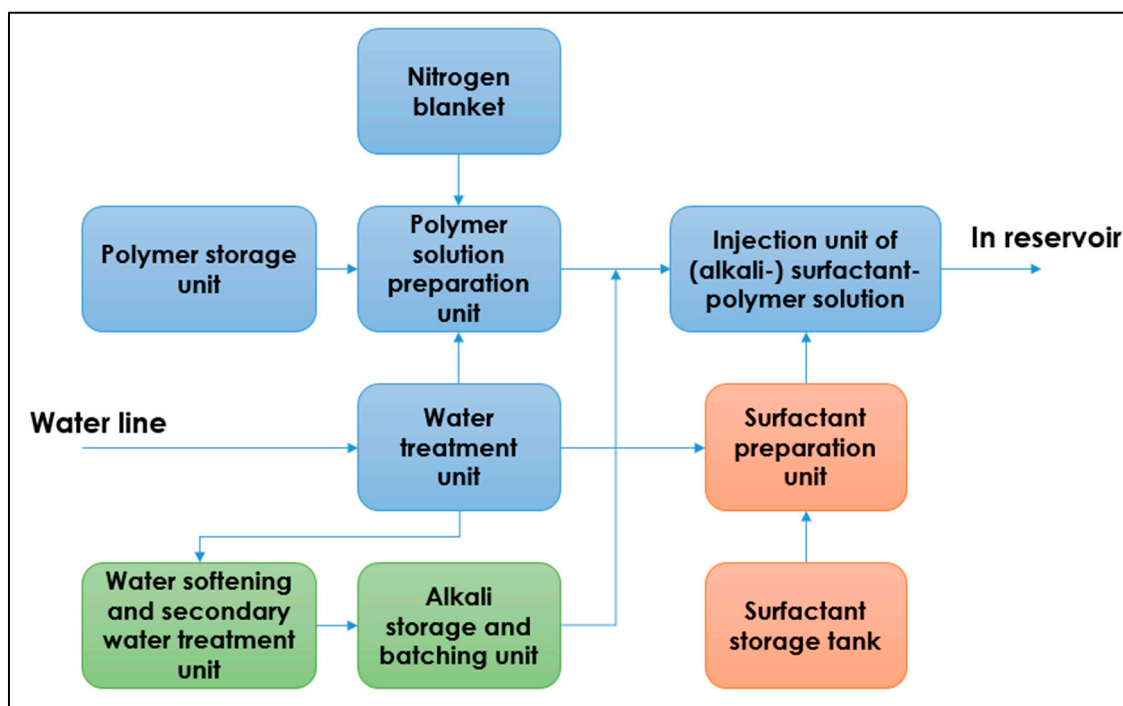 Nitrogen
blanket
Polymer storage
unit
Polymer
solution
preparation
unit
Injection unit of
(alkali-) surfactant-
polymer solution
In reservoir
Water line
Water
treatment
unit
Surfactant
preparation
unit
Water softening
and secondary
water treatment
unit
Alkali
storage and
batching unit
Surfactant
storage tank